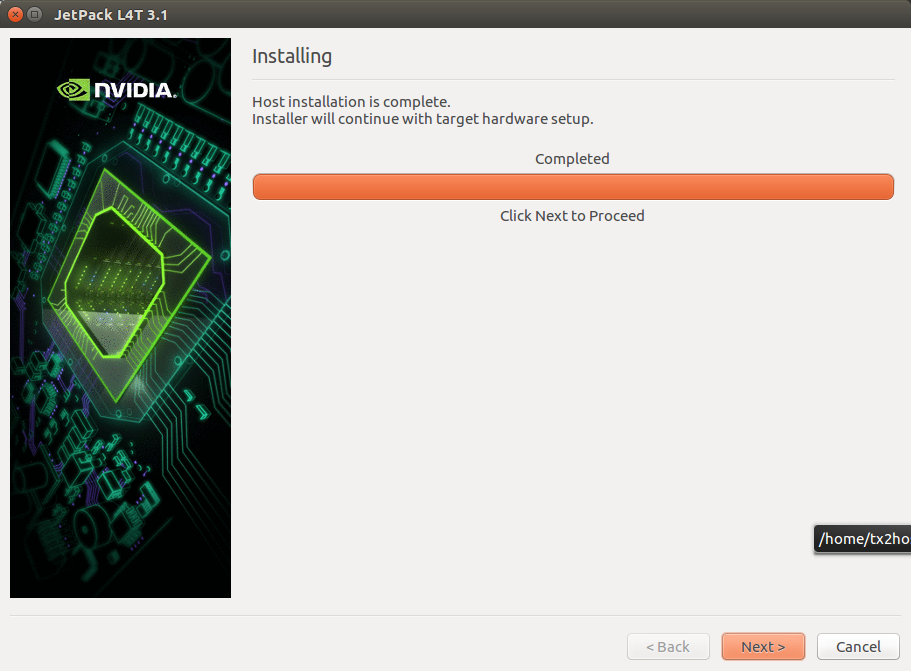 JetPack L4T 3.1
NVIDIA.
Installing
Host installation is complete.
Installer will continue with target hardware setup.
Completed
Click Next to Proceed
/home/tx2ho
< Back
Next >
Cancel